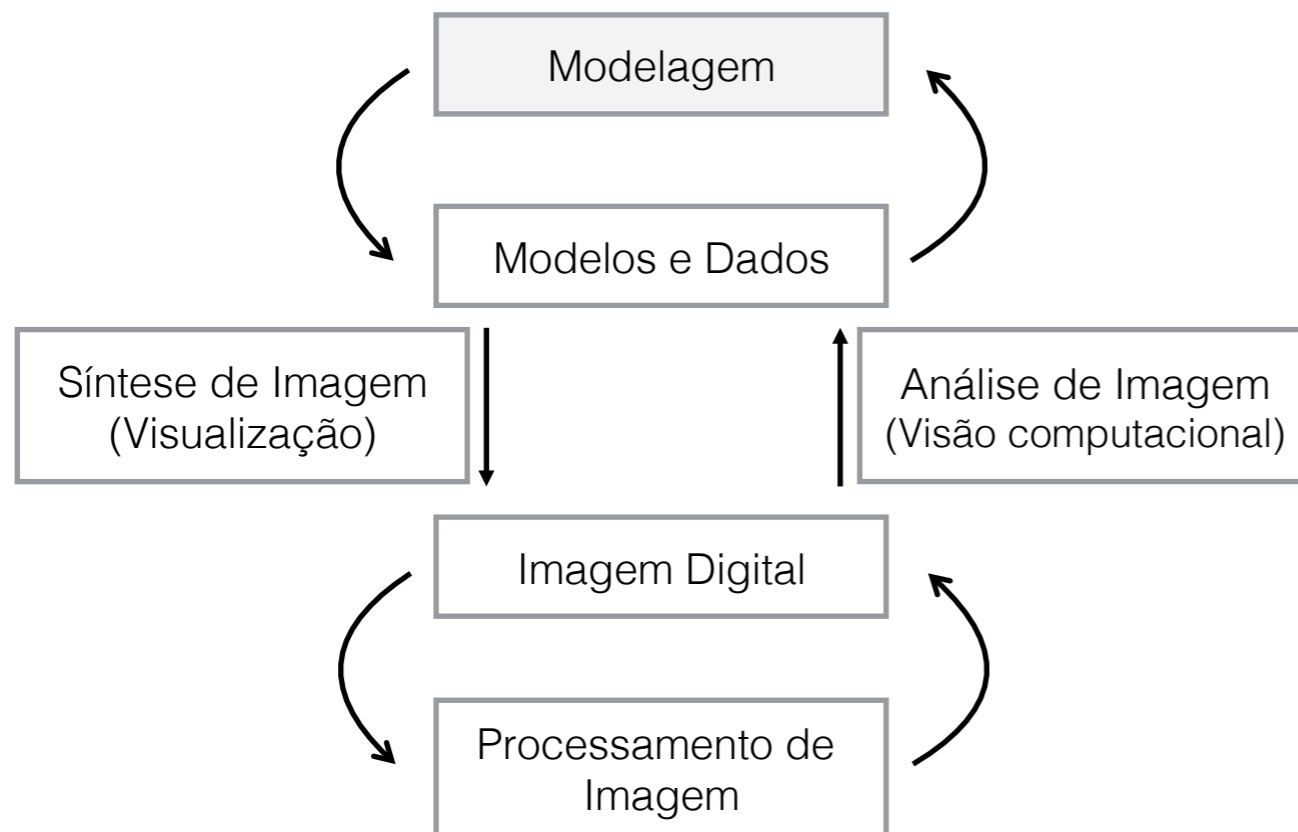 Modelagem
Modelos e Dados
Síntese de Imagem
(Visualização)
Análise de Imagem
(Visão computacional)
Imagem Digital
Processamento de
Imagem